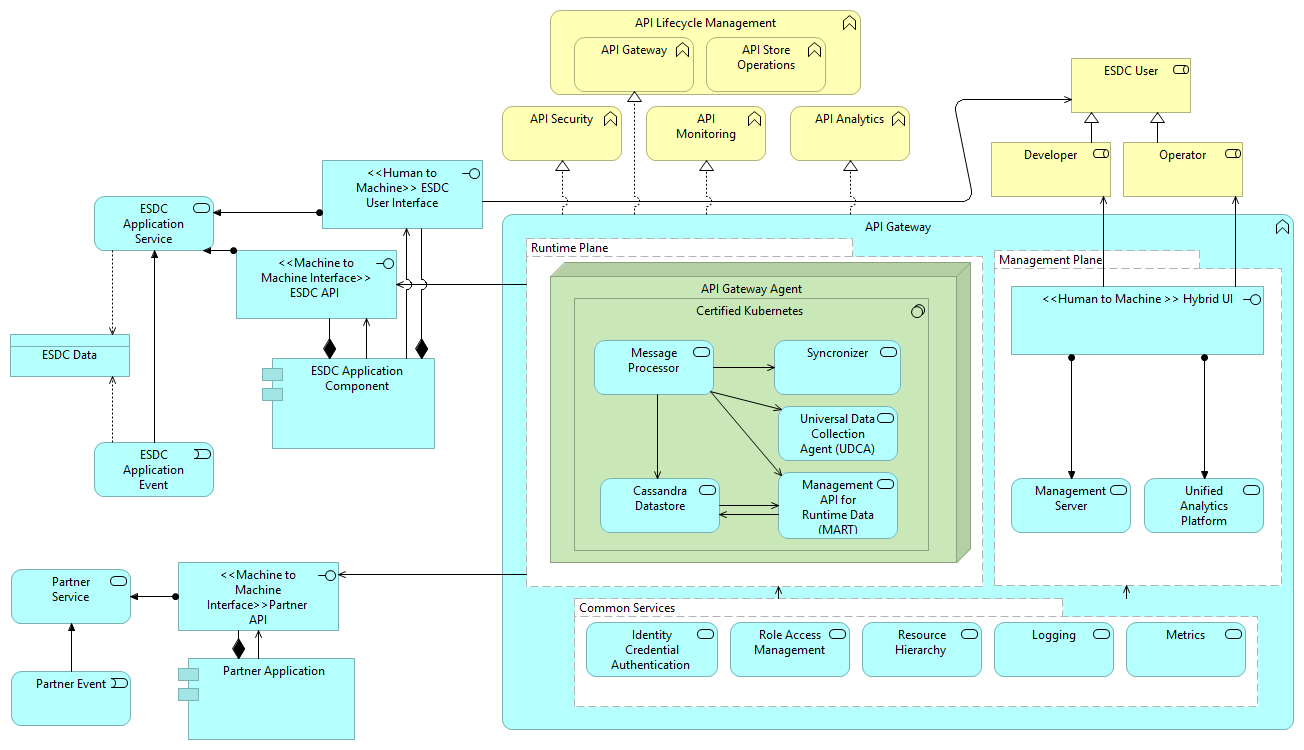 API Lifecycle Management
API Gateway
API Store
Operations
API Security
API
Monitoring
API Analytics
ESDC User
Developer
Operator
<<Human to
Machine>> ESDC
User Interface
ESDC
Application
Service
<<Machine to
Machine Interface>>
ESDC API
ESDC Data
ESDC Application
Component
ESDC
Application
Event
Partner
Service
<<Machine to
Machine
Interface>>Partner
API
Partner Event
Partner Application
API Gateway
Runtime Plane
API Gateway Agent
Certified Kubernetes
Message
Processor
Syncronizer
Universal Data
Collection
Agent (UDCA)
Cassandra
Datastore
Management
API for
Runtime Data
(MART)
Management Plane
<<Human to Machine >> Hybrid UI
Management
Server
Unified
Analytics
Platform
Common Services
Identity
Credential
Authentication
Role Access
Management
Resource
Hierarchy
Logging
Metrics